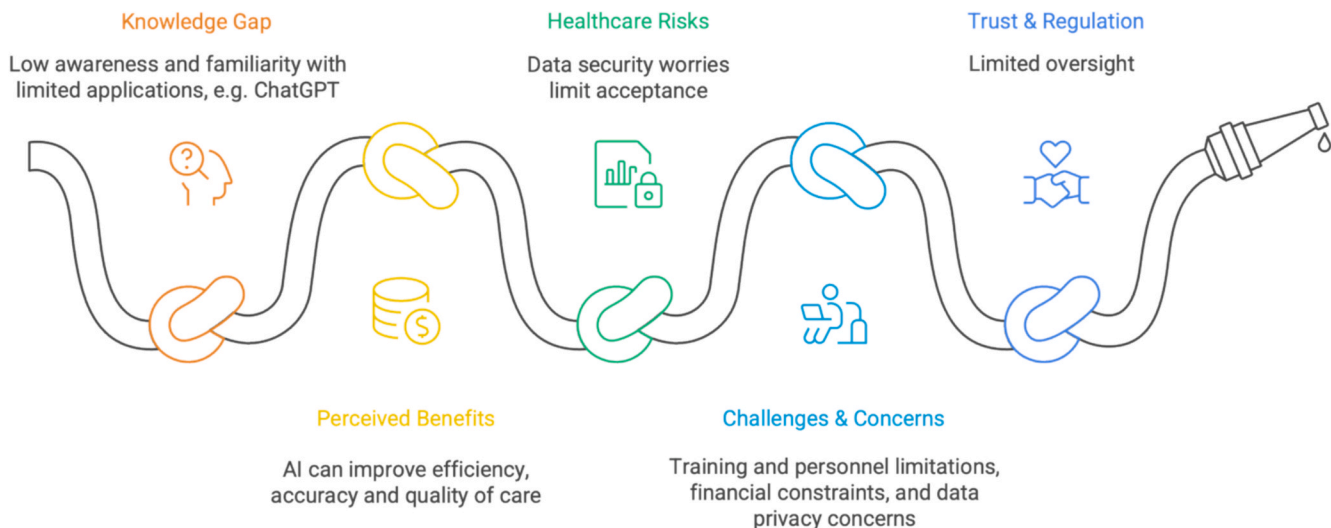 Knowledge Gap
Low awareness and familiarity with
limited applications, e.g. ChatGPT
Healthcare Risks
Data security worries
limit acceptance
Trust & Regulation
Limited oversight
?
$
Perceived Benefits
AI can improve efficiency,
accuracy and quality of care
Challenges & Concerns
Training and personnel limitations,
financial constraints, and data
privacy concerns